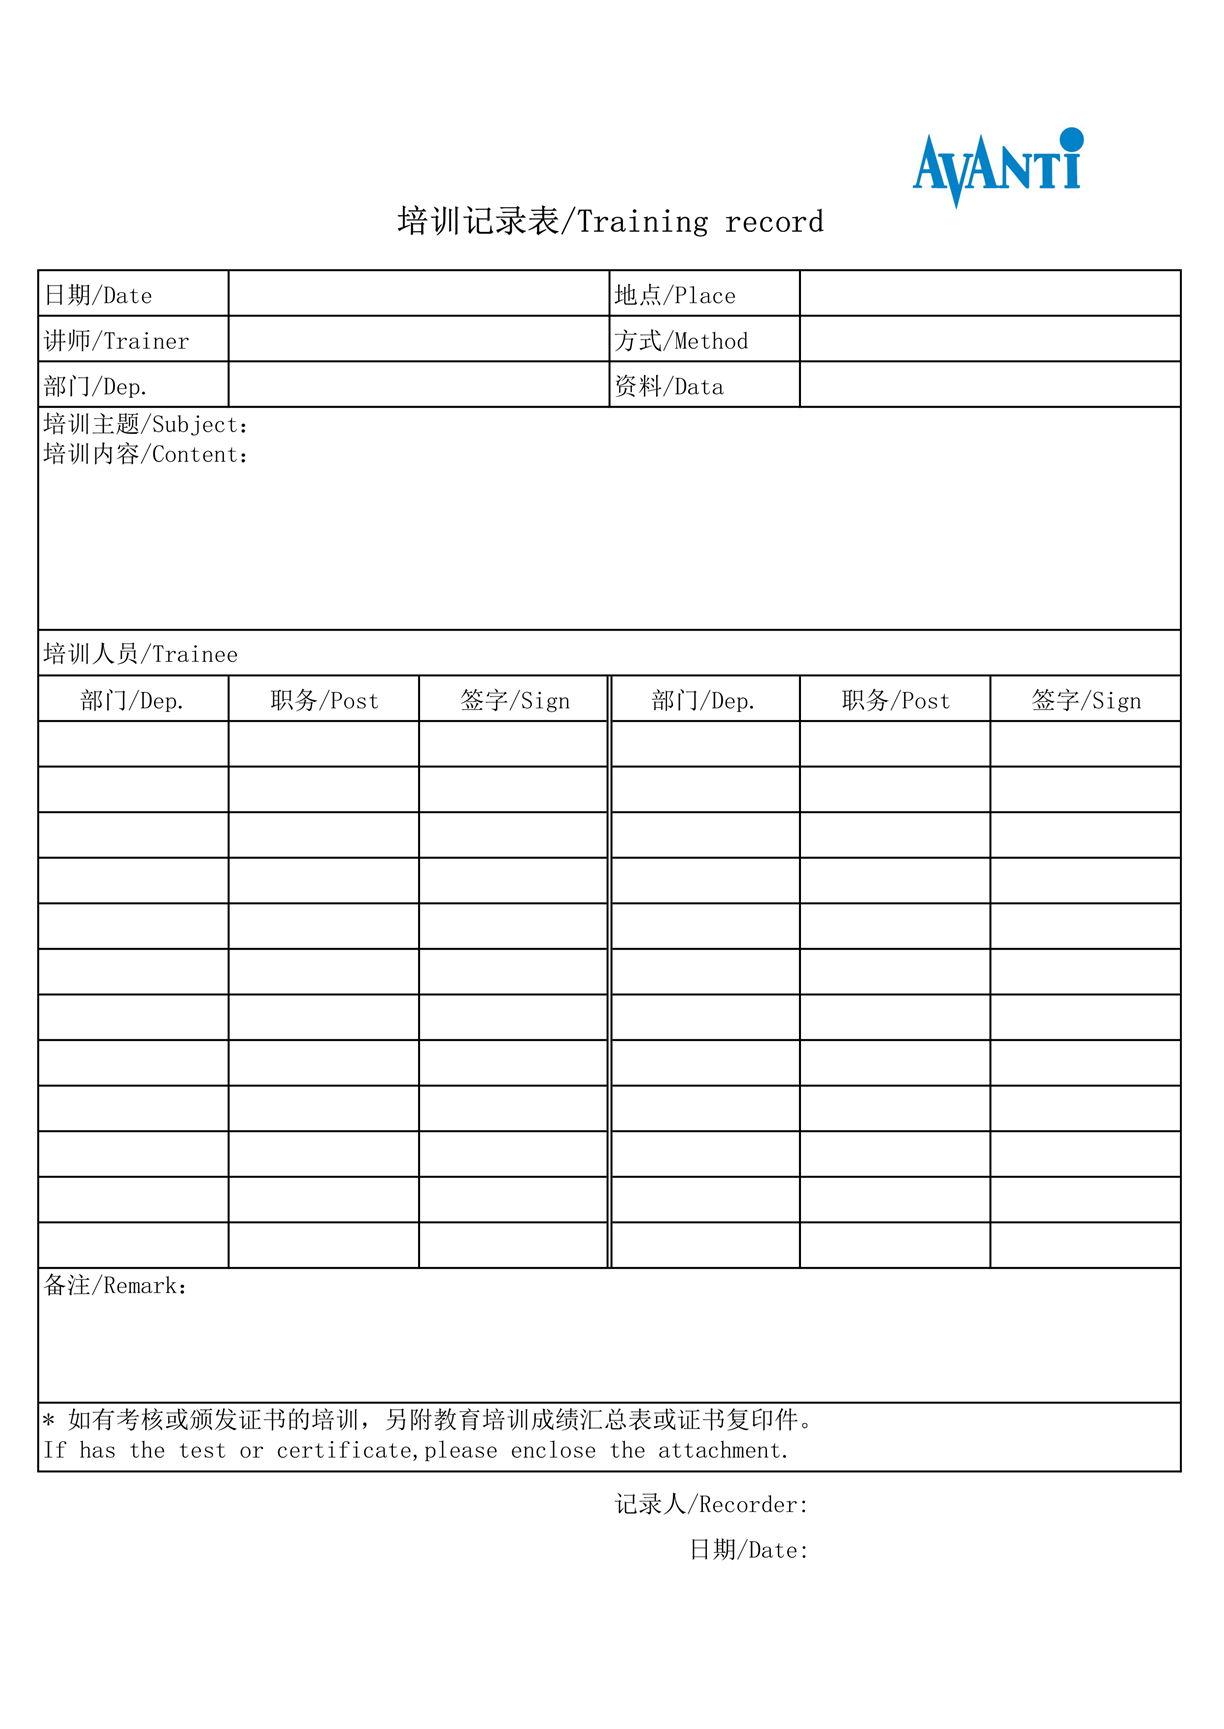 AVANTi
培训记录表/Training record
日期/Date
地点/Place
讲师/Trainer
方式/Method
部门/Dep.
资料/Data
培训主题/Subject：
培训内容/Content：
培训人员/Trainee
部门/Dep. 职务/Post 签字/Sign 部门/Dep. 职务/Post 签字/Sign
备注/Remark：
* 如有考核或颁发证书的培训，另附教育培训成绩汇总表或证书复印件。
If has the test or certificate,please enclose the attachment.
记录人/Recorder:
日期/Date: